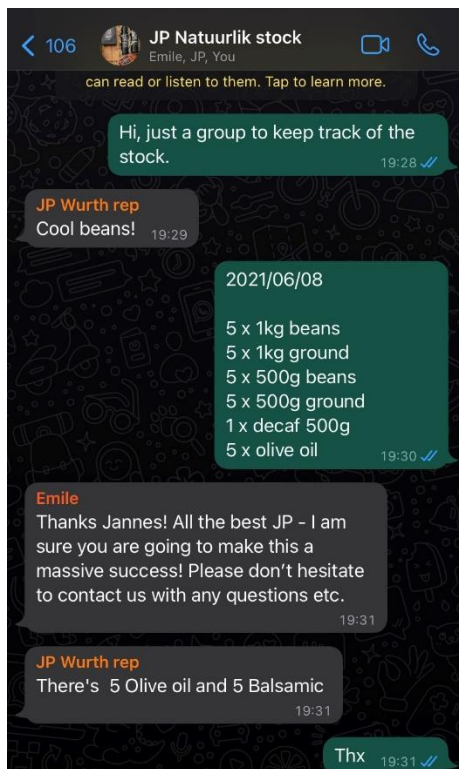 106
JP Natuurlik stock
Emile, JP, You
can read or listen to them. Tap to learn more.
Hi, just a group to keep track of the
stock.
19:28
JP Wurth rep
Cool beans! 19:29
2021/06/08
5 x 1kg beans
5 x 1kg ground
5 x 500g beans
5 x 500g ground
1 x decaf 500g
5 x olive oil
19:30
Emile
Thanks Jannes! All the best JP - I am
sure you are going to make this a
massive success! Please don’t hesitate
to contact us with any questions etc.
19:31
JP Wurth rep
There's  5 Olive oil and 5 Balsamic
19:31
Thx 19:31